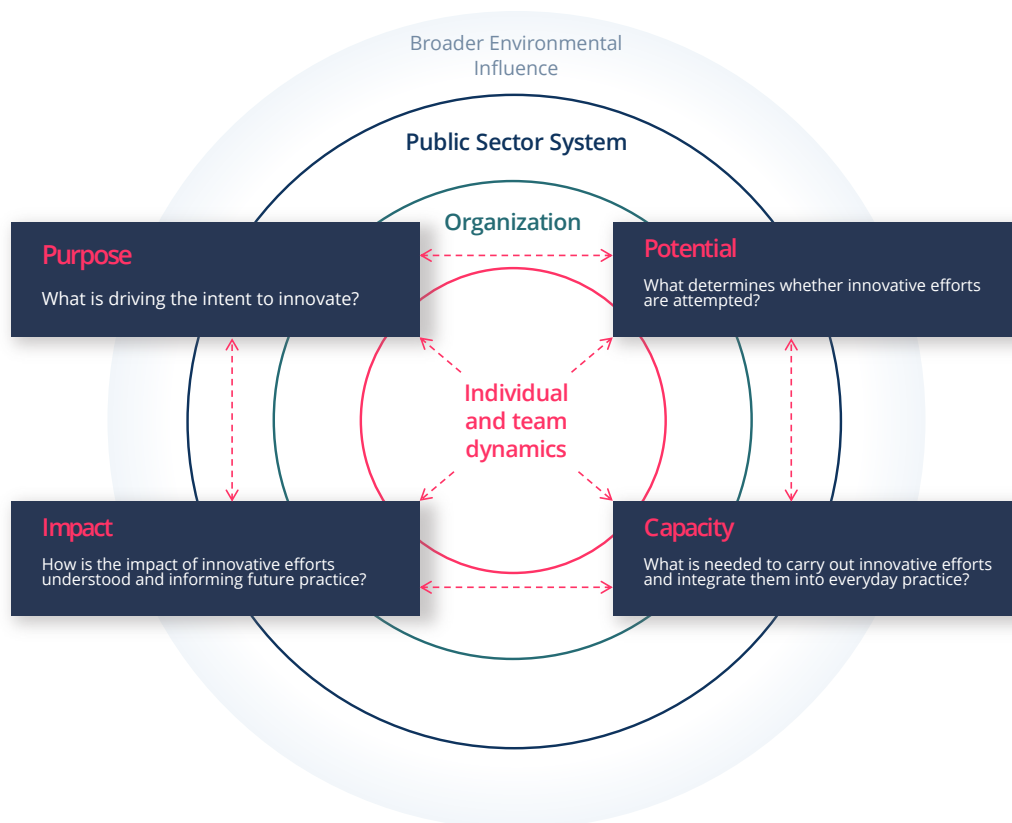 Broader Environmental
Influence
Public Sector System
Organization
Purpose
What is driving the intent to innovate?
Potential
What determines whether innovative efforts
are attempted?
Individual
and team
dynamics
Impact
How is the impact of innovative efforts
understood and informing future practice?
Capacity
What is needed to carry out innovative efforts
and integrate them into everyday practice?